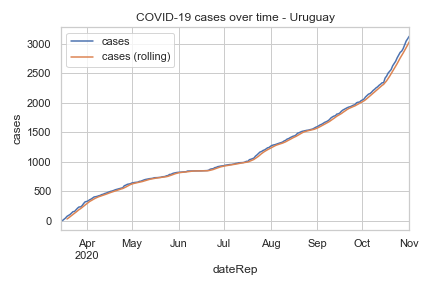 COVID-19 cases over time - Uruguay
cases
cases (rolling)
3000
2500
2000
1500
1000
500
0
cases
Apr May Jun Jul Aug Sep Oct Nov
2020
dateRep